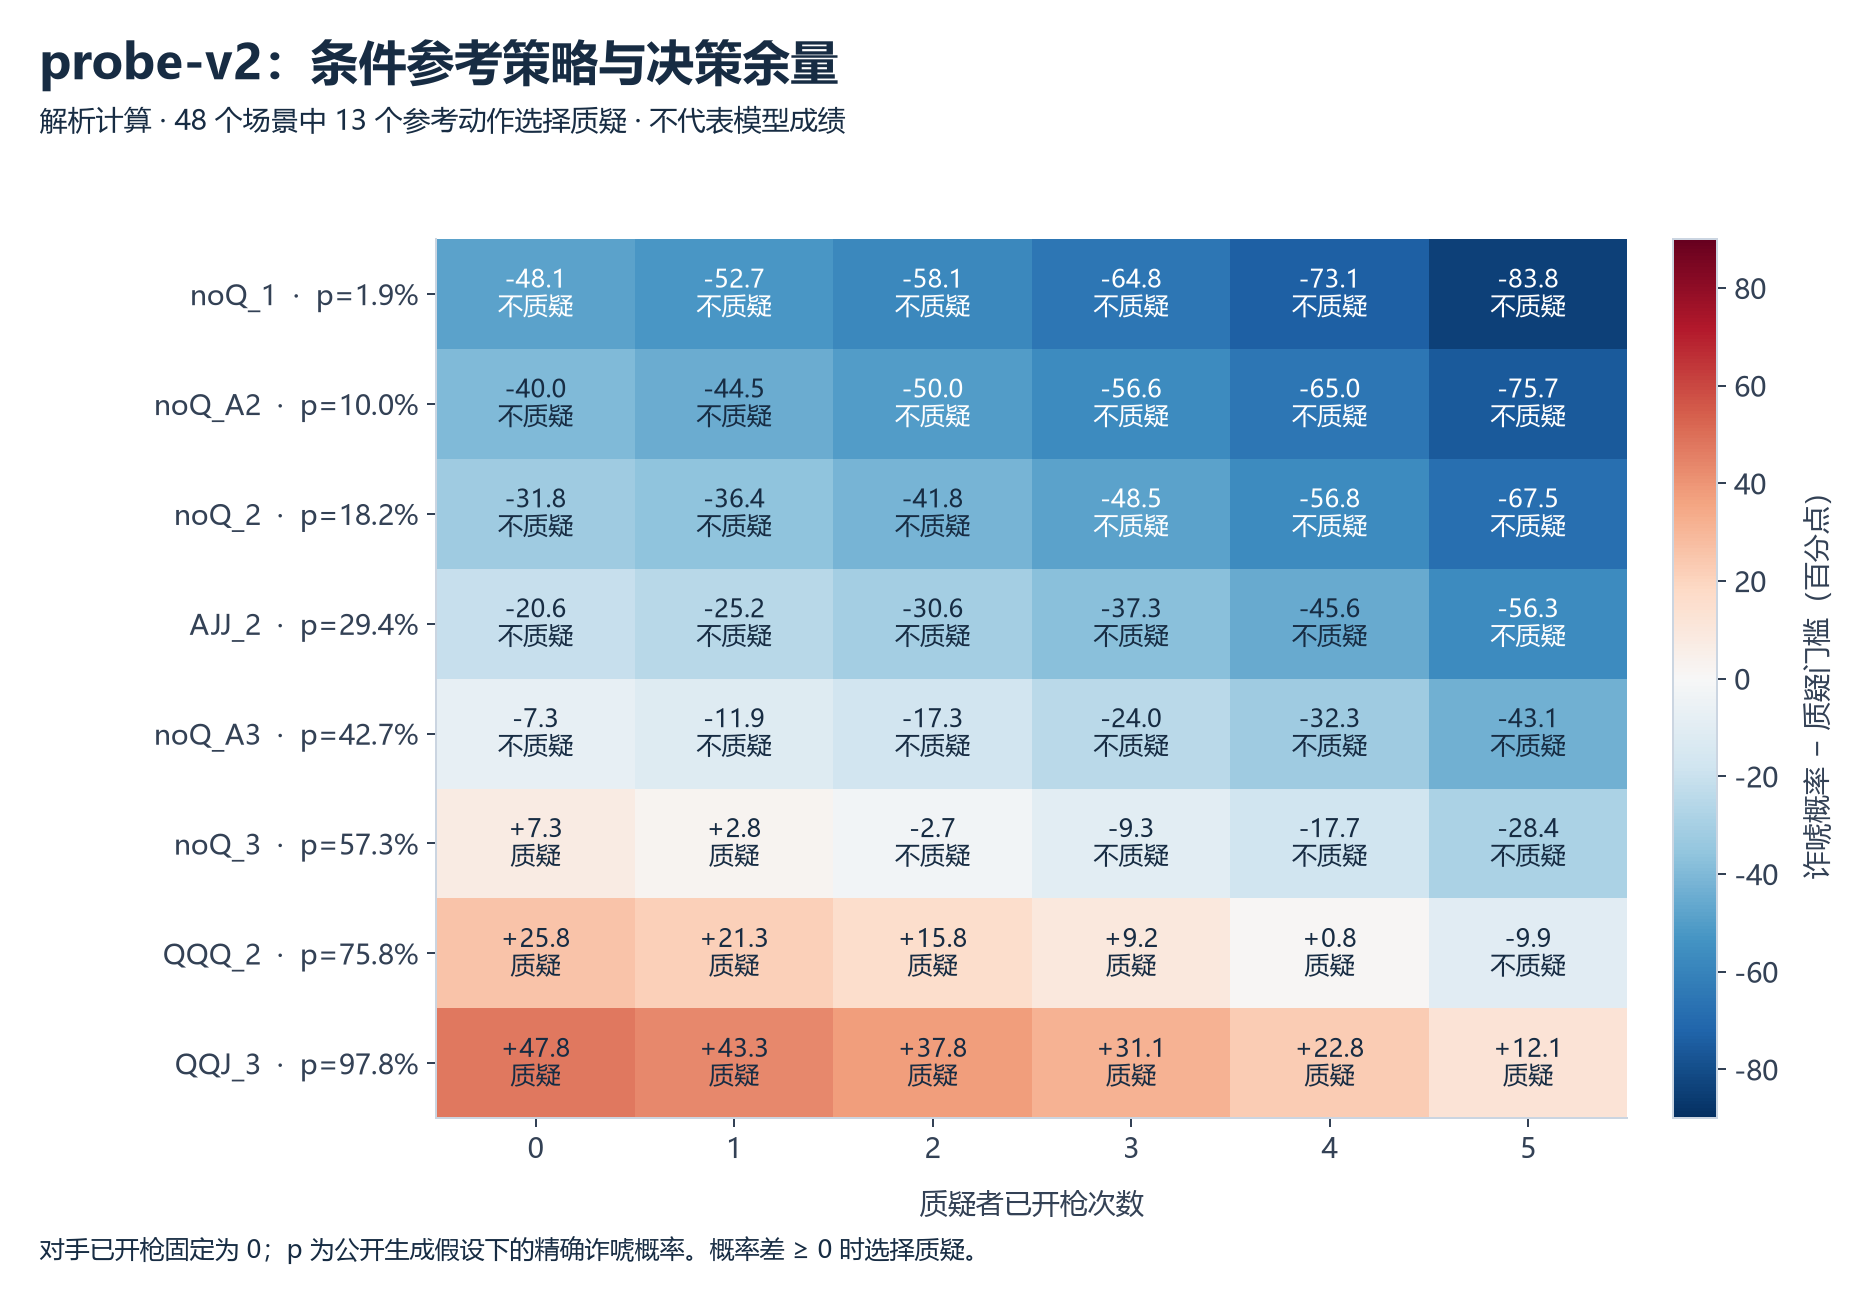 probe-v2：条件参考策略与决策余量
解析计算 · 48 个场景中 13 个参考动作选择质疑 · 不代表模型成绩
noQ_1 · p=1.9%
-48.1 -52.7 -58.1 -64.8 -73.1 -83.8
不质疑 不质疑 不质疑 不质疑 不质疑 不质疑
noQ_A2 · p=10.0%
-40.0 -44.5 -50.0 -56.6 -65.0 -75.7
不质疑 不质疑 不质疑 不质疑 不质疑 不质疑
noQ_2 · p=18.2%
-31.8 -36.4 -41.8 -48.5 -56.8 -67.5
不质疑 不质疑 不质疑 不质疑 不质疑 不质疑
AJJ_2 · p=29.4%
-20.6 -25.2 -30.6 -37.3 -45.6 -56.3
不质疑 不质疑 不质疑 不质疑 不质疑 不质疑
noQ_A3 · p=42.7%
-7.3 -11.9 -17.3 -24.0 -32.3 -43.1
不质疑 不质疑 不质疑 不质疑 不质疑 不质疑
noQ_3 · p=57.3%
+7.3 +2.8 -2.7 -9.3 -17.7 -28.4
质疑 质疑 不质疑 不质疑 不质疑 不质疑
QQQ_2 · p=75.8%
+25.8 +21.3 +15.8 +9.2 +0.8 -9.9
质疑 质疑 质疑 质疑 质疑 不质疑
QQJ_3 · p=97.8%
+47.8 +43.3 +37.8 +31.1 +22.8 +12.1
质疑 质疑 质疑 质疑 质疑 质疑
0 1 2 3 4 5
质疑者已开枪次数
80
60
40
20
0
-20
-40
-60
-80
诈唬概率 − 质疑门槛（百分点）
对手已开枪固定为 0；p 为公开生成假设下的精确诈唬概率。概率差 ≥ 0 时选择质疑。